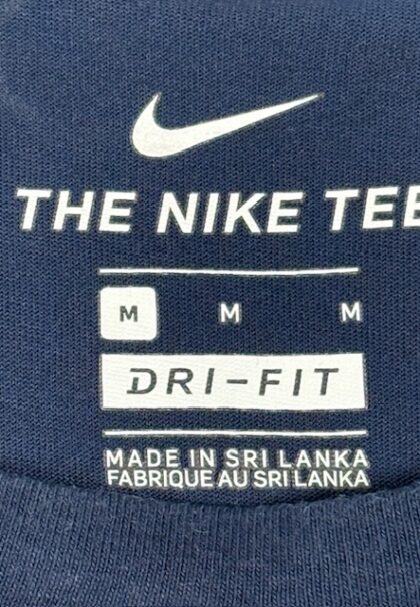 THE NIKE TEE
M M M
DRI-FIT
MADE IN SRI LANKA
FABRIQUE AU SRI LANKA